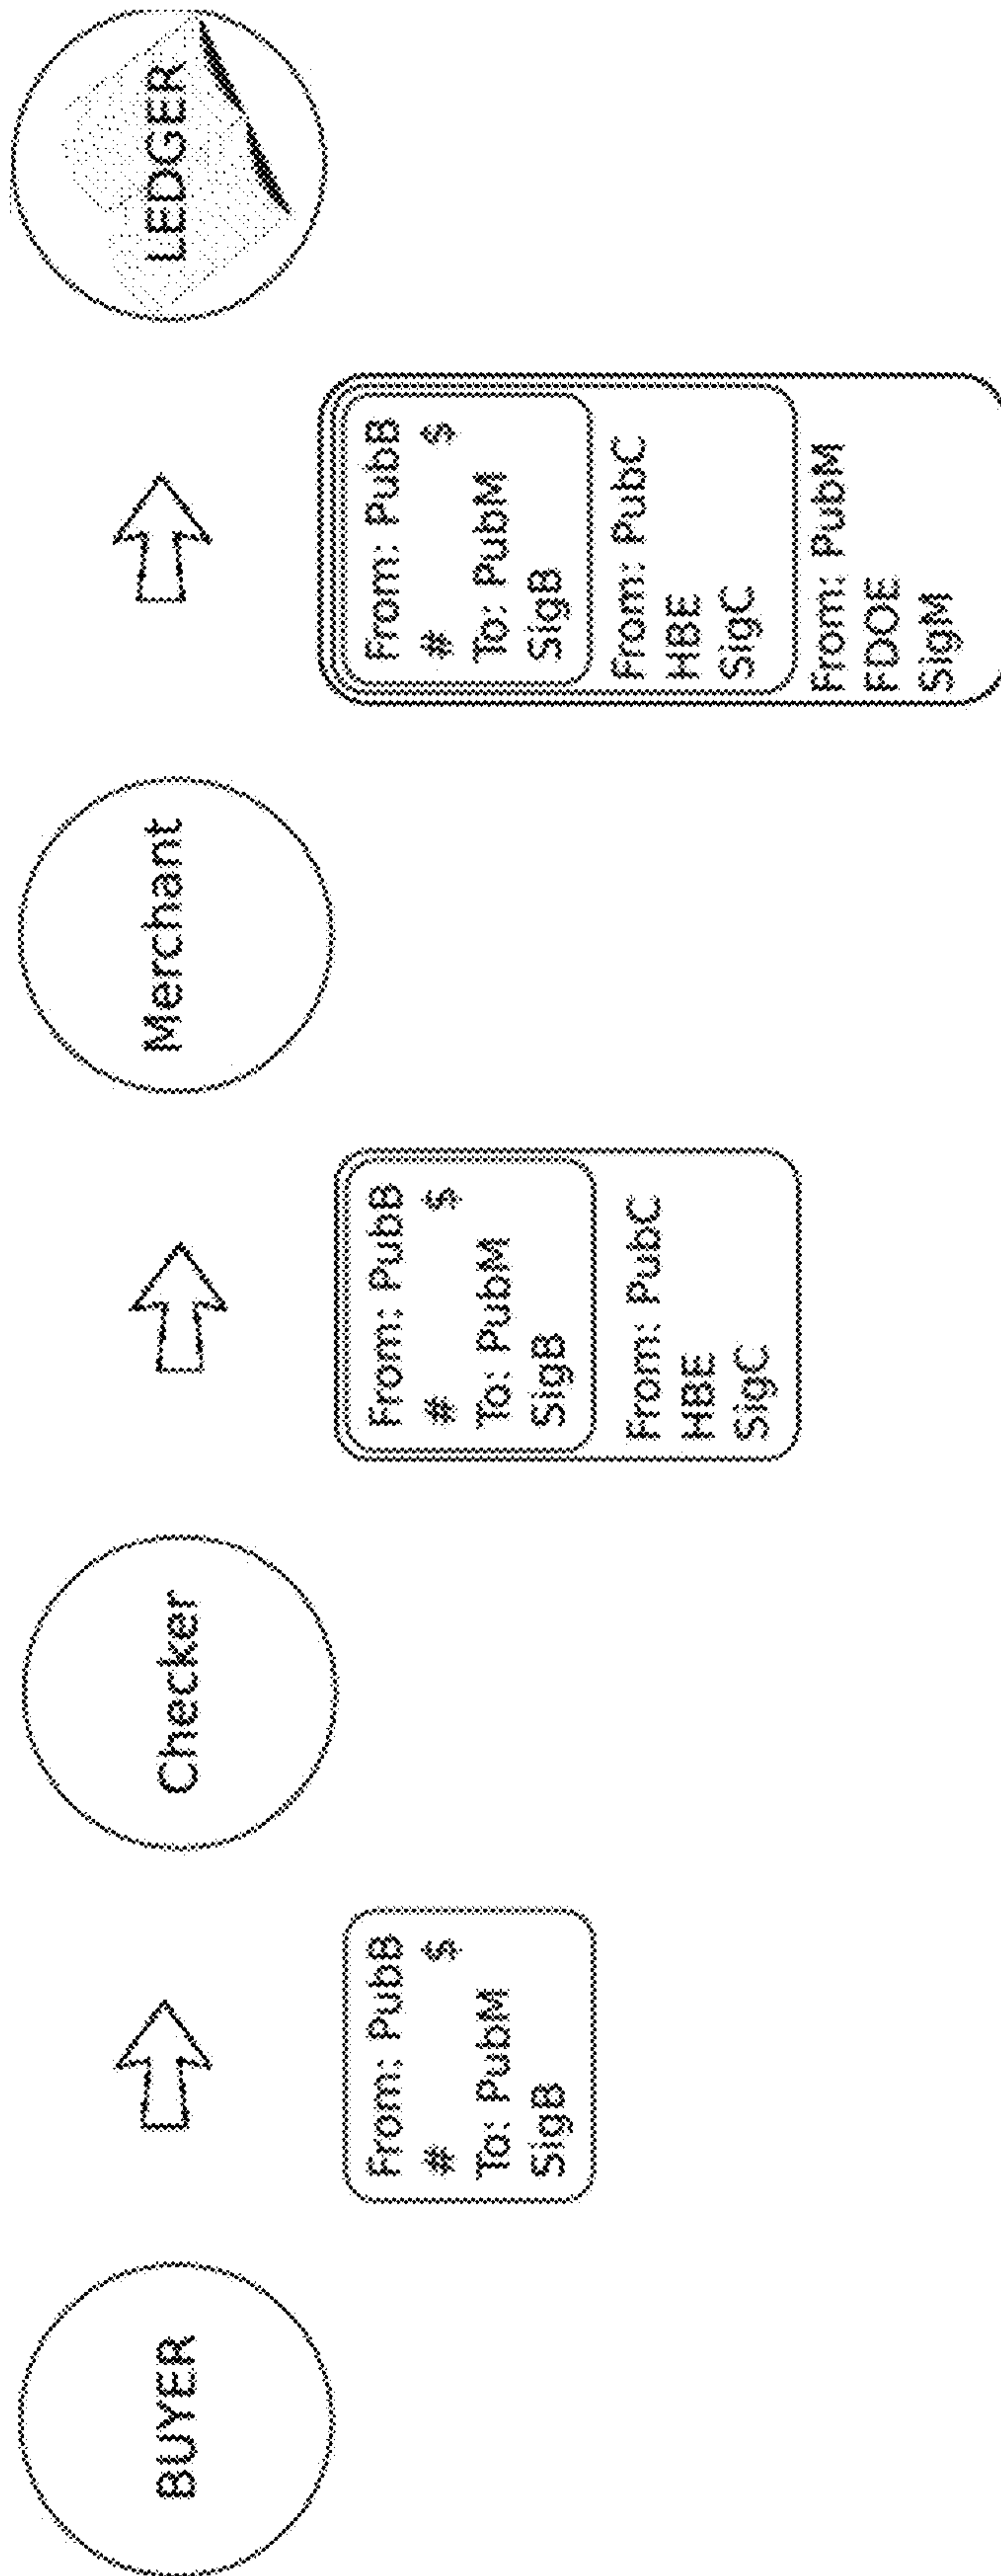 BUYER
From: PubB
# $
To: PubM
SigB
Checker
From: PubB
# $
To: PubM
SigB
From: PubC
HBE
SigC
Merchant
From: PubB
# $
To: PubM
SigB
From: PubC
HBE
SigC
From: PubM
FDOE
SigM
LEDGER